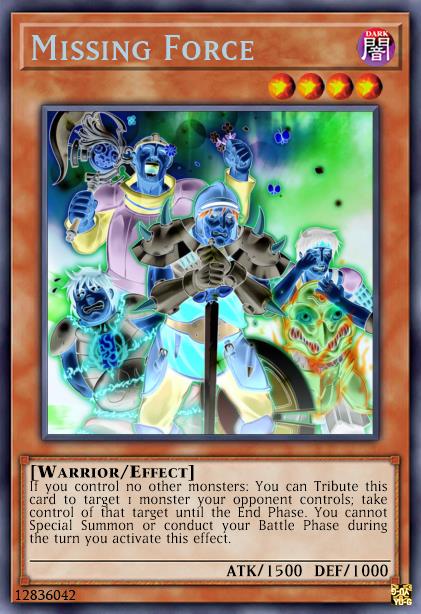 MISSING FORCE
DARK
闇
[WARRIOR/EFFECT]
If you control no other monsters: You can Tribute this
card to target 1 monster your opponent controls; take
control of that target until the End Phase. You cannot
Special Summon or conduct your Battle Phase during
the turn you activate this effect.
ATK/1500 DEF/1000
12836042